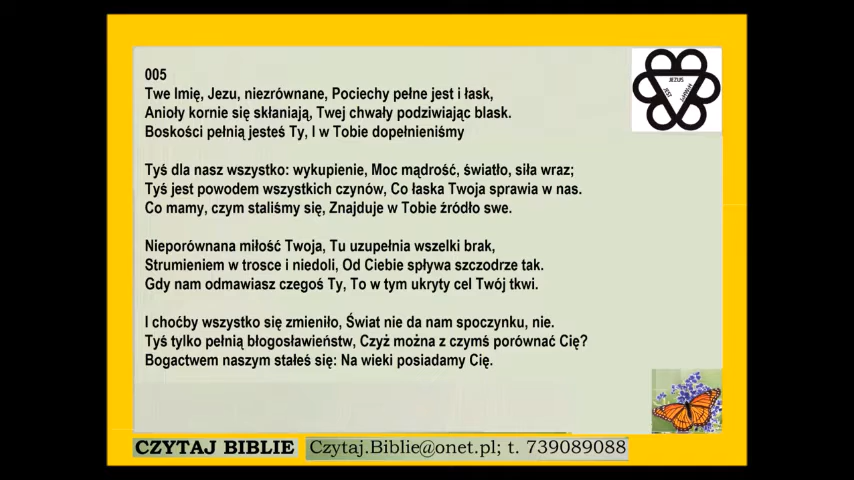 005
Twe Imię, Jezu, niezrównane, Pociechy pełne jest i łask,
Anioły kornie się skłaniają, Twej chwały podziwiając blask.
Boskości pełnią jesteś Ty, I w Tobie dopełnieniśmy
Tyś dla nasz wszystko: wykupienie, Moc mądrość, światło, siła wraz;
Tyś jest powodem wszystkich czynów, Co łaska Twoja sprawia w nas.
Co mamy, czym staliśmy się, Znajduje w Tobie źródło swe.
Nieporównana miłość Twoja, Tu uzupełnia wszelki brak,
Strumieniem w trosce i niedoli, Od Ciebie spływa szczodrze tak.
Gdy nam odmawiasz czegoś Ty, To w tym ukryty cel Twój tkwi.
I choćby wszystko się zmieniło, Świat nie da nam spoczynku, nie.
Tyś tylko pełnią błogosławieństw, Czyż można z czymś porównać Cię?
Bogactwem naszym stałeś się: Na wieki posiadamy Cię.
JEZUS
JEST
CZYTAJ BIBLIE
Czytaj.Biblie@onet.pl; t. 739089088